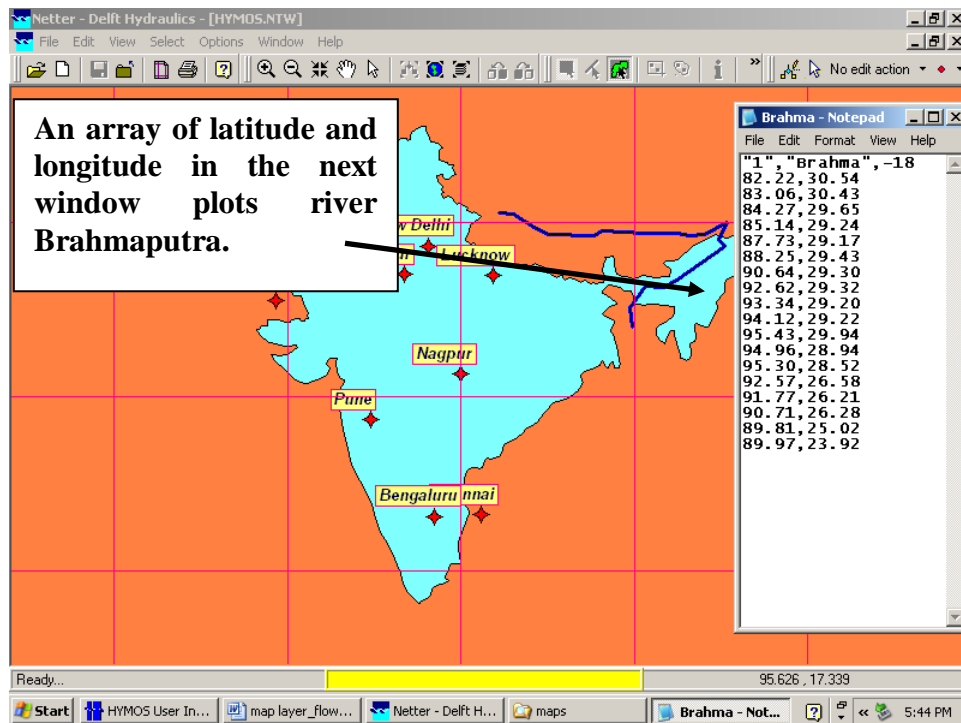 Netter - Delft Hydraulics - [HYMOS.NTW]
File Edit View Select Options Window Help
No edit action
An array of latitude and
longitude in the next
window plots river
Brahmaputra.
w Delhi
Lucknow
Nagpur
Pune
Bengaluru
nnai
Brahma - Notepad
File Edit Format View Help
"1","Brahma",-18
82.22,30.54
83.06,30.43
84.27,29.65
85.14,29.24
87.73,29.17
88.25,29.43
90.64,29.30
92.62,29.32
93.34,29.20
94.12,29.22
95.43,29.94
94.96,28.94
95.30,28.52
92.57,26.58
91.77,26.21
90.71,26.28
89.81,25.02
89.97,23.92
Ready...
95.626 , 17.339
Start
HYMOS User In...
map layer_flow...
Netter - Delft H...
maps
Brahma - Not...
5:44 PM